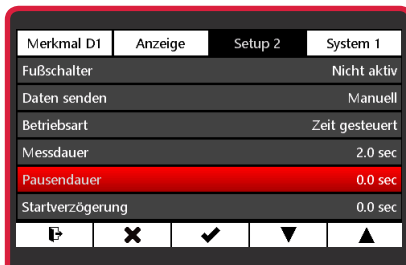 Merkmal D1 Anzeige Setup 2 System 1
Fußschalter Nicht aktiv
Daten senden Manuell
Betriebsart Zeit gesteuert
Messdauer 2.0 sec
Pausendauer 0.0 sec
Startverzögerung 0.0 sec